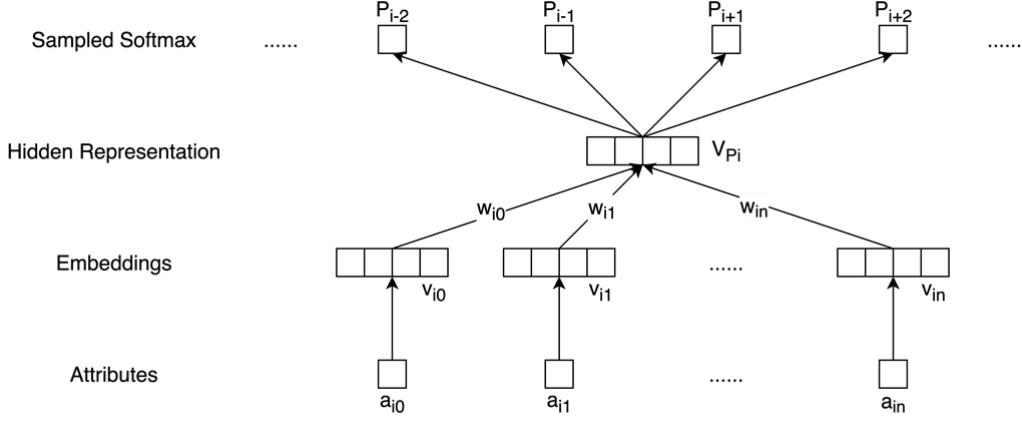 P_{i-2} P_{i-1} P_{i+1} P_{i+2}
Sampled Softmax ...... ......
Hidden Representation V_{Pi}
w_{i0} w_{i1} w_{in}
Embeddings ......
v_{i0} v_{i1} v_{in}
Attributes ......
a_{i0} a_{i1} a_{in}